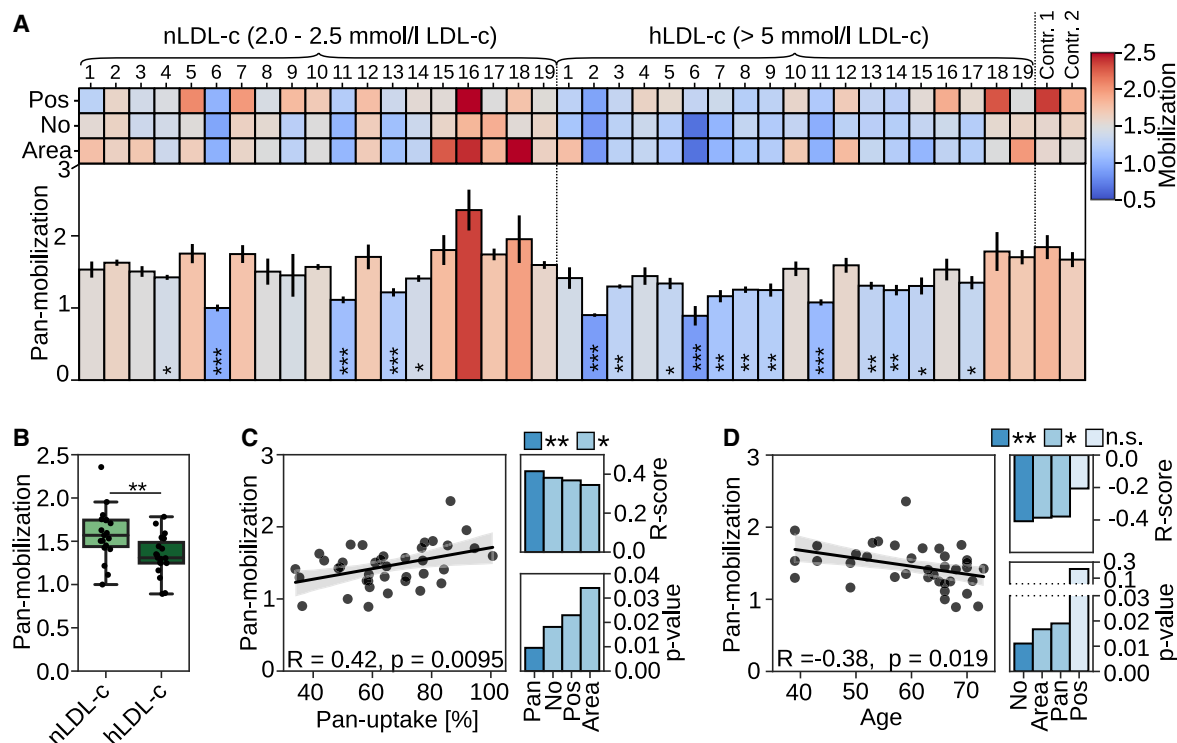 A
nLDL-c (2.0 - 2.5 mmol/l LDL-c)
hLDL-c (> 5 mmol/l LDL-c)
Contr. 1
Contr. 2
1 2 3 4 6 7 8 9 10 11 12 13 14 15 16 17 18 19 1 2 3 4 5 6 7 8 9 10 11 12 13 14 15 16 17 18 19
Pos
No
Area
2.5
2.0
1.5
1.0
0.5
Mobilization
Pan-mobilization
3
2
1
0
* *** *** *** * *** ** * *** ** ** ** *** ** ** * *
B
Pan-mobilization
2.5
2.0
1.5
1.0
0.5
0.0
**
nLDL-c
hLDL-c
C
Pan-mobilization
3
2
1
0
R = 0.42, p = 0.0095
40 60 80 100
Pan-uptake [%]
** *
0.4
0.2
0.0
R-score
0.04
0.03
0.02
0.01
0.00
p-value
Pan
No
Pos
Area
D
Pan-mobilization
3
2
1
0
R =-0.38, p = 0.019
40 50 60 70
Age
** * n.s.
0.0
-0.2
-0.4
R-score
0.3
0.1
0.03
0.02
0.01
0.00
p-value
No
Area
Pan
Pos